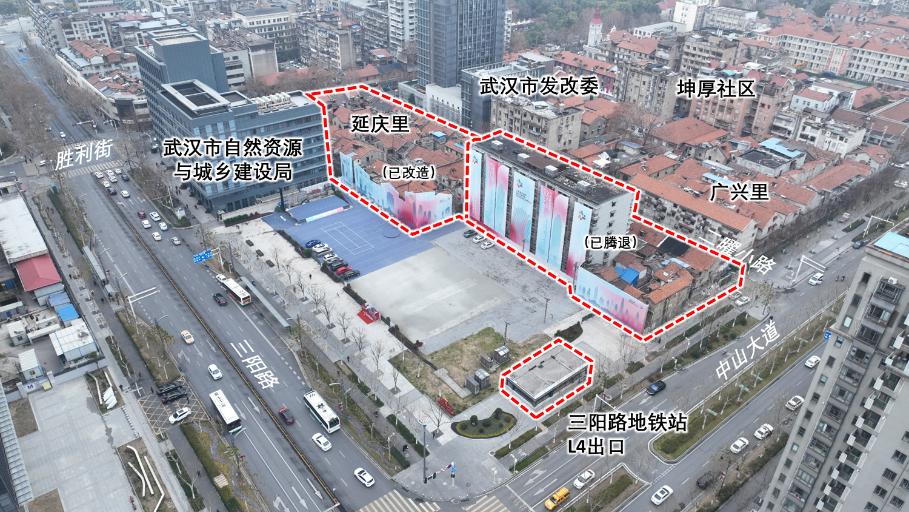 武汉市发改委
坤厚社区
延庆里
武汉市自然资源
与城乡建设局
胜利街
(已改造)
广兴里
(已腾退)
中山大道
三阳路
三阳路地铁站
L4出口